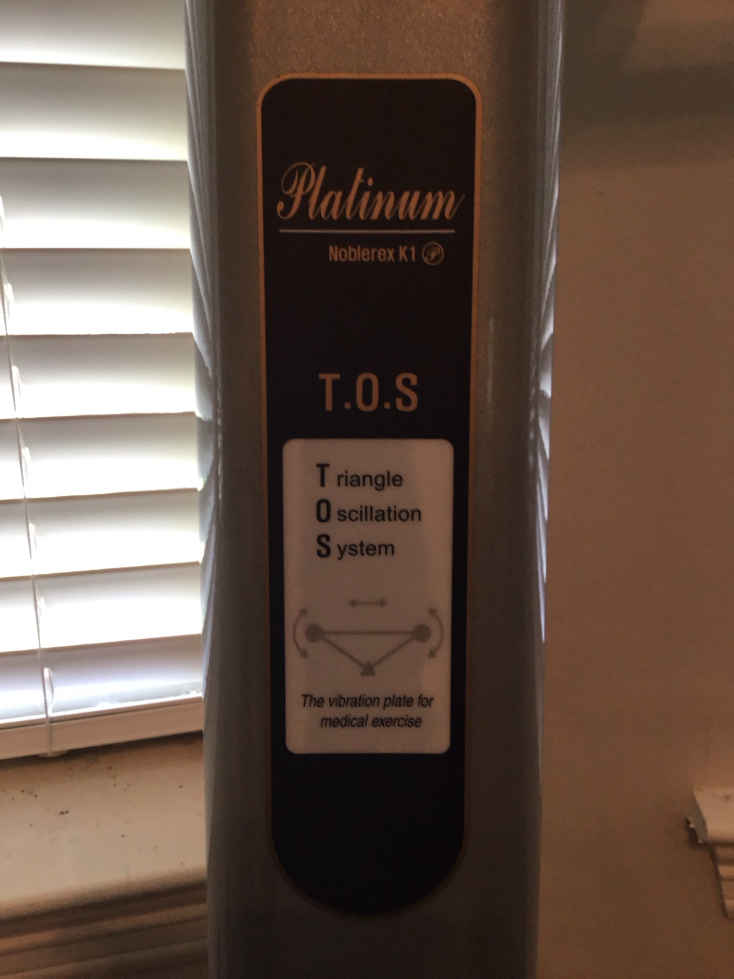 Platinum
Noblerex K1
T.O.S
Triangle
Oscillation
System
The vibration plate for
medical exercise